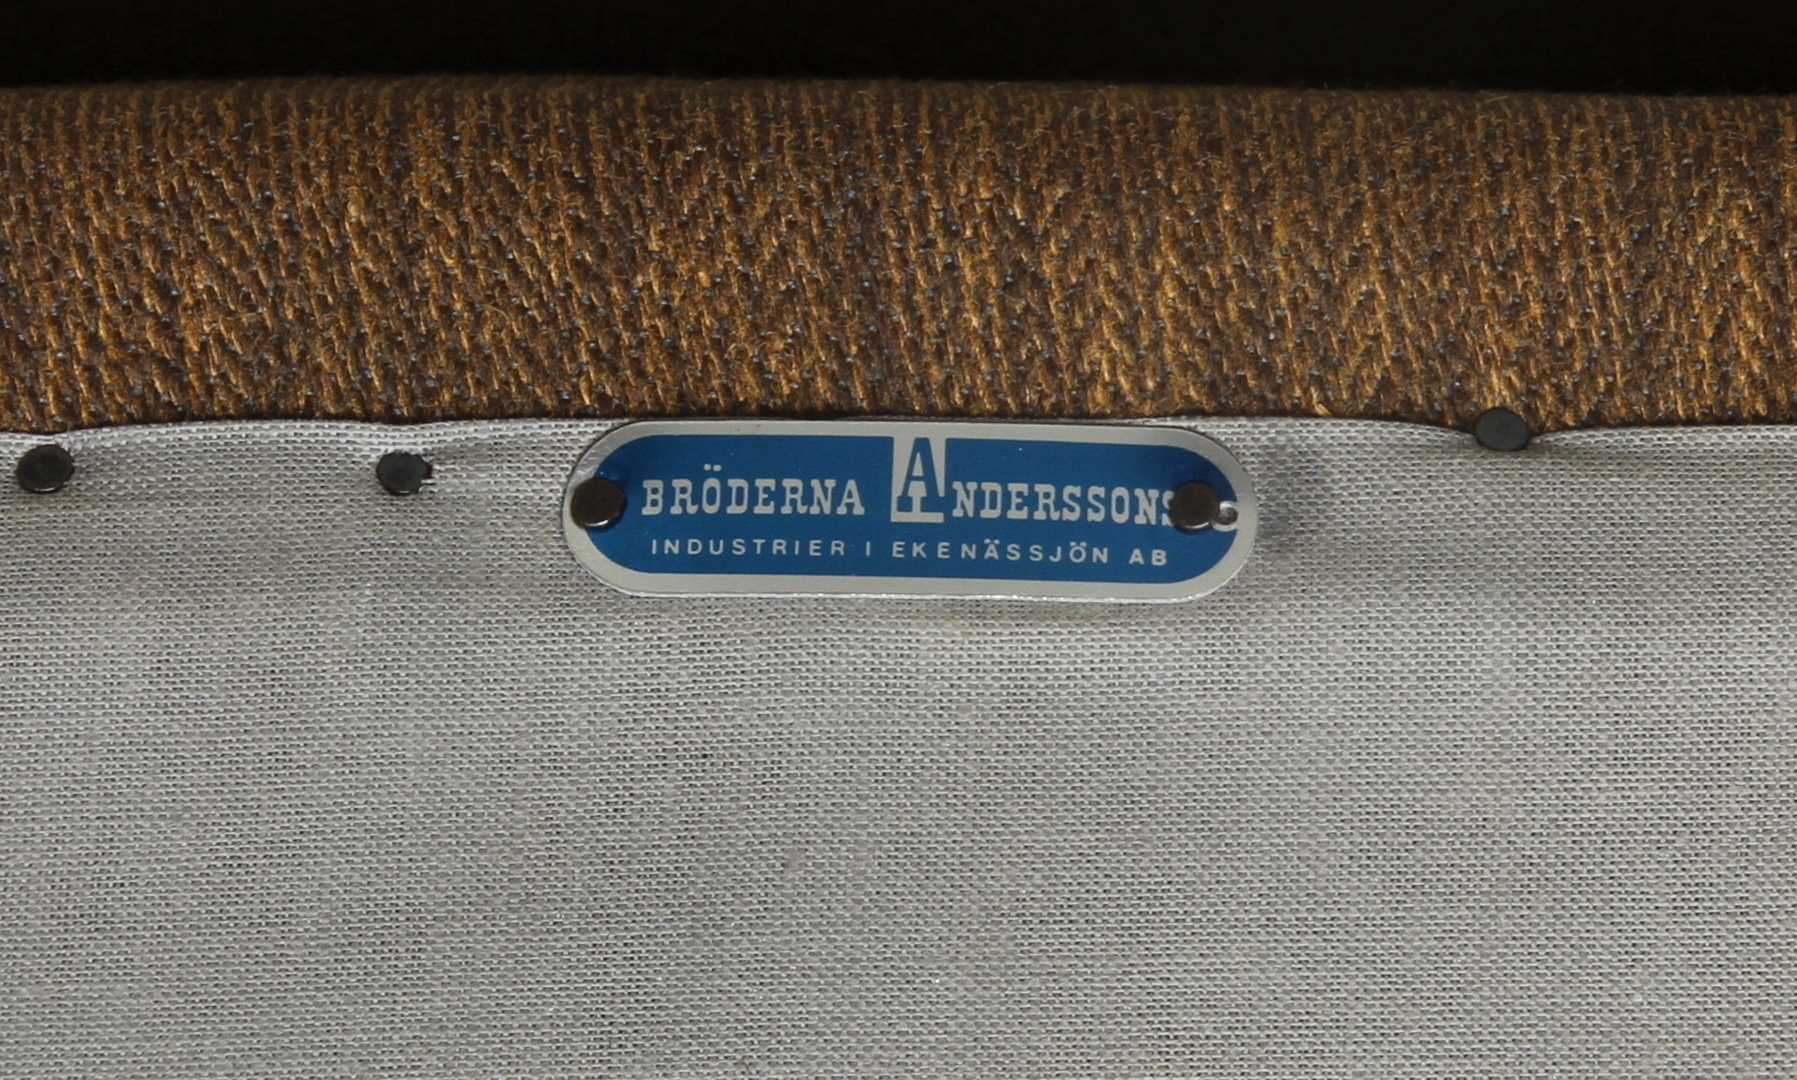 BRÖDERNA ANDERSSONS
INDUSTRIER I EKENÄSSJÖN AB